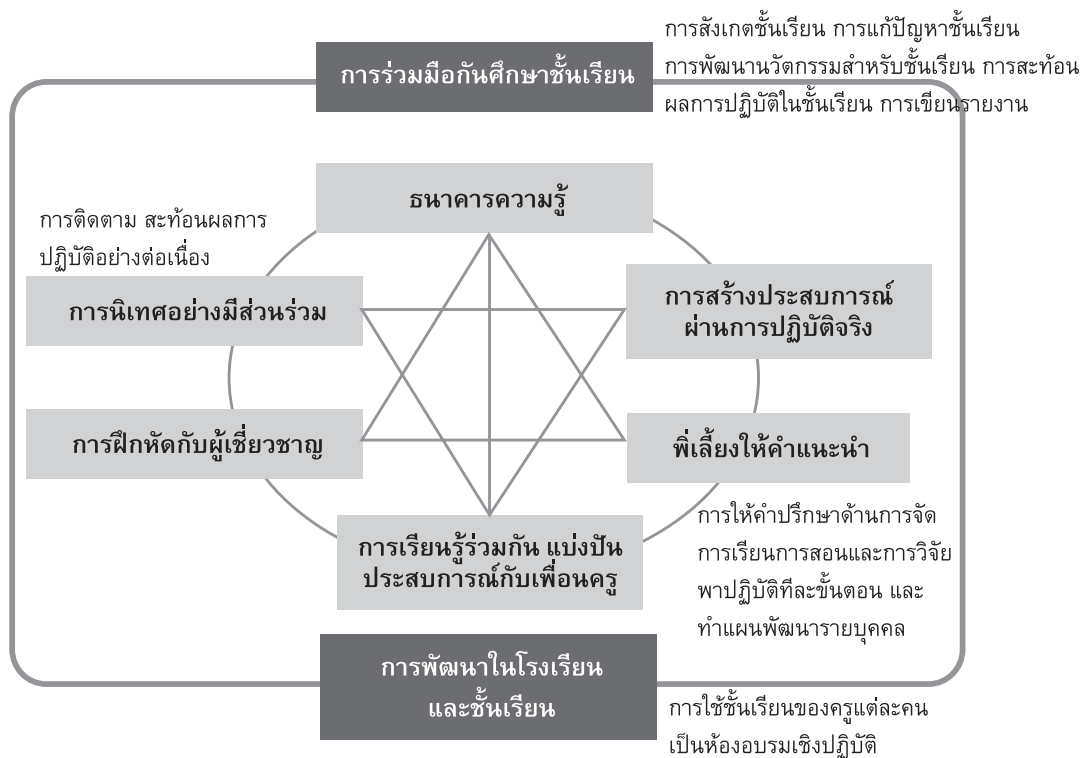 การสังเกตชั้นเรียน การแก้ปัญหาชั้นเรียน
การร่วมมือกันศึกษาชั้นเรียน
การพัฒนานวัตกรรมสำหรับชั้นเรียน การสะท้อน
ผลการปฏิบัติในชั้นเรียน การเขียนรายงาน
ธนาคารความรู้
การติดตาม สะท้อนผลการ
ปฏิบัติอย่างต่อเนื่อง
การนิเทศอย่างมีส่วนร่วม
การสร้างประสบการณ์
ผ่านการปฏิบัติจริง
การฝึกหัดกับผู้เชี่ยวชาญ
พี่เลี้ยงให้คำแนะนำ
การเรียนรู้ร่วมกัน แบ่งปัน
ประสบการณ์กับเพื่อนครู
การให้คำปรึกษาด้านการจัด
การเรียนการสอนและการวิจัย
พาปฏิบัติทีละขั้นตอน และ
ทำแผนพัฒนารายบุคคล
การพัฒนาในโรงเรียน
และชั้นเรียน
การใช้ชั้นเรียนของครูแต่ละคน
เป็นห้องอบรมเชิงปฏิบัติ